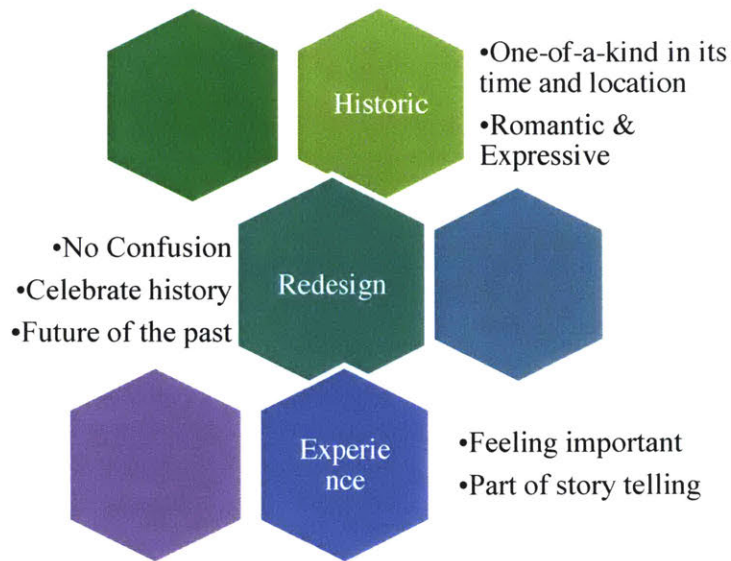 Historic
•One-of-a-kind in its
time and location
•Romantic &
Expressive
•No Confusion
•Celebrate history
•Future of the past
Redesign
Experie
nce
•Feeling important
•Part of story telling